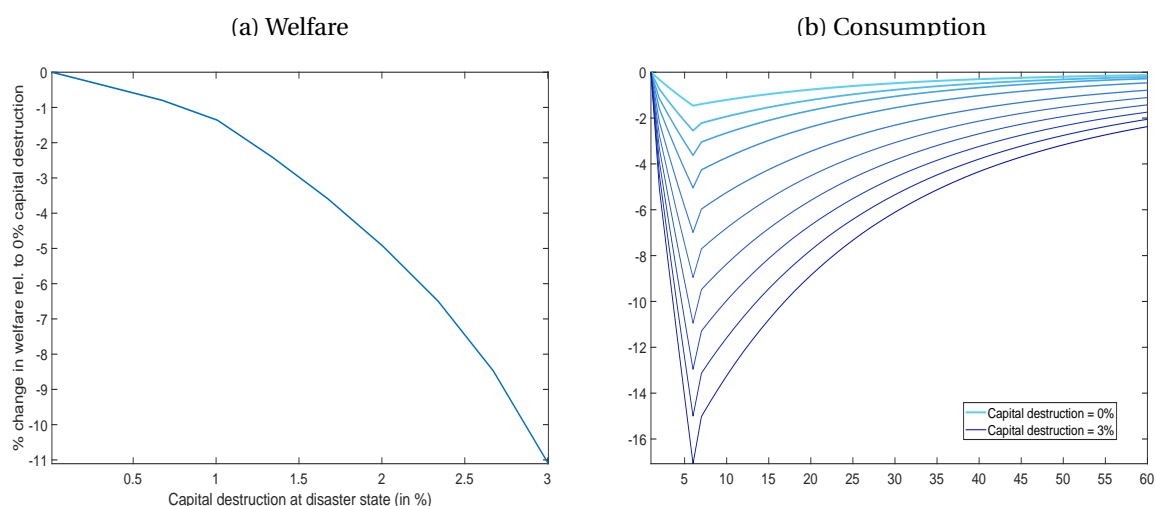 (a) Welfare
% change in welfare rel. to 0% capital destruction
0
-1
-2
-3
-4
-5
-6
-7
-8
-9
-10
-11
0.5 1 1.5 2 2.5 3
Capital destruction at disaster state (in %)
(b) Consumption
0
-2
-4
-6
-8
-10
-12
-14
-16
Capital destruction = 0%
Capital destruction = 3%
5 10 15 20 25 30 35 40 45 50 55 60